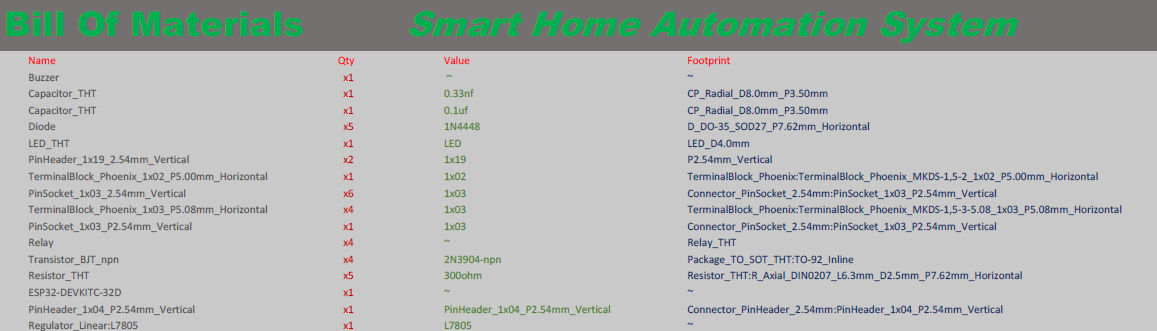 Bill Of Materials Smart Home Automation System
Name Qty Value Footprint
Buzzer x1 ~ ~
Capacitor_THT x1 0.33nf CP_Radial_D8.0mm_P3.50mm
Capacitor_THT x1 0.1uf CP_Radial_D8.0mm_P3.50mm
Diode x5 1N4448 D_DO-35_SOD27_P7.62mm_Horizontal
LED_THT x1 LED LED_D4.0mm
PinHeader_1x19_2.54mm_Vertical x2 1x19 P2.54mm_Vertical
TerminalBlock_Phoenix_1x02_P5.00mm_Horizontal x1 1x02 TerminalBlock_Phoenix:TerminalBlock_Phoenix_MKDS-1,5-2_1x02_P5.00mm_Horizontal
PinSocket_1x03_2.54mm_Vertical x6 1x03 Connector_PinSocket_2.54mm:PinSocket_1x03_P2.54mm_Vertical
TerminalBlock_Phoenix_1x03_P5.08mm_Horizontal x4 1x03 TerminalBlock_Phoenix:TerminalBlock_Phoenix_MKDS-1,5-3-5.08_1x03_P5.08mm_Horizontal
PinSocket_1x03_P2.54mm_Vertical x1 1x03 Connector_PinSocket_2.54mm:PinSocket_1x03_P2.54mm_Vertical
Relay x4 ~ Relay_THT
Transistor_BJT_npn x4 2N3904-npn Package_TO_SOT_THT:TO-92_Inline
Resistor_THT x5 300ohm Resistor_THT:R_Axial_DIN0207_L6.3mm_D2.5mm_P7.62mm_Horizontal
ESP32-DEVKITC-32D x1 ~ ~
PinHeader_1x04_P2.54mm_Vertical x1 PinHeader_1x04_P2.54mm_Vertical Connector_PinHeader_2.54mm:PinHeader_1x04_P2.54mm_Vertical
Regulator_Linear:L7805 x1 L7805 ~